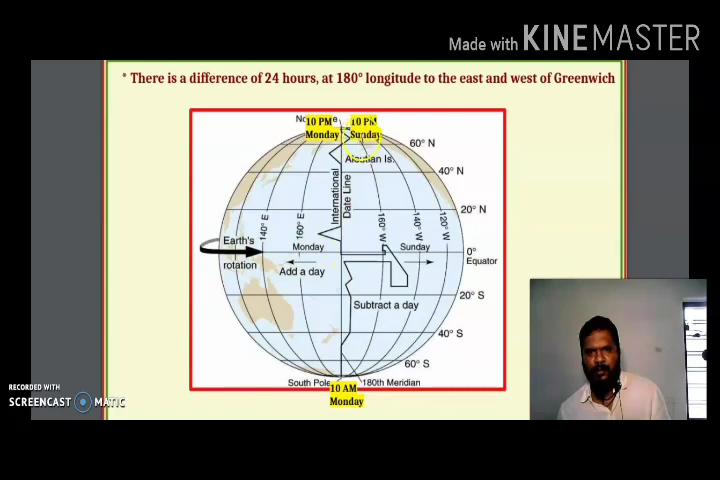 Made with KINEMASTER
* There is a difference of 24 hours, at 180° longitude to the east and west of Greenwich
10 PM
Monday
10 PM
Sunday
60° N
Aleutian Is.
40° N
International
Date Line
20° N
140° E
160° E
160° W
140° W
120° W
Earth's
rotation
Monday
Sunday
0°
Equator
Add a day
20° S
Subtract a day
40° S
60° S
South Pole
180th Meridian
10 AM
Monday
RECORDED WITH
SCREENCAST MATIC